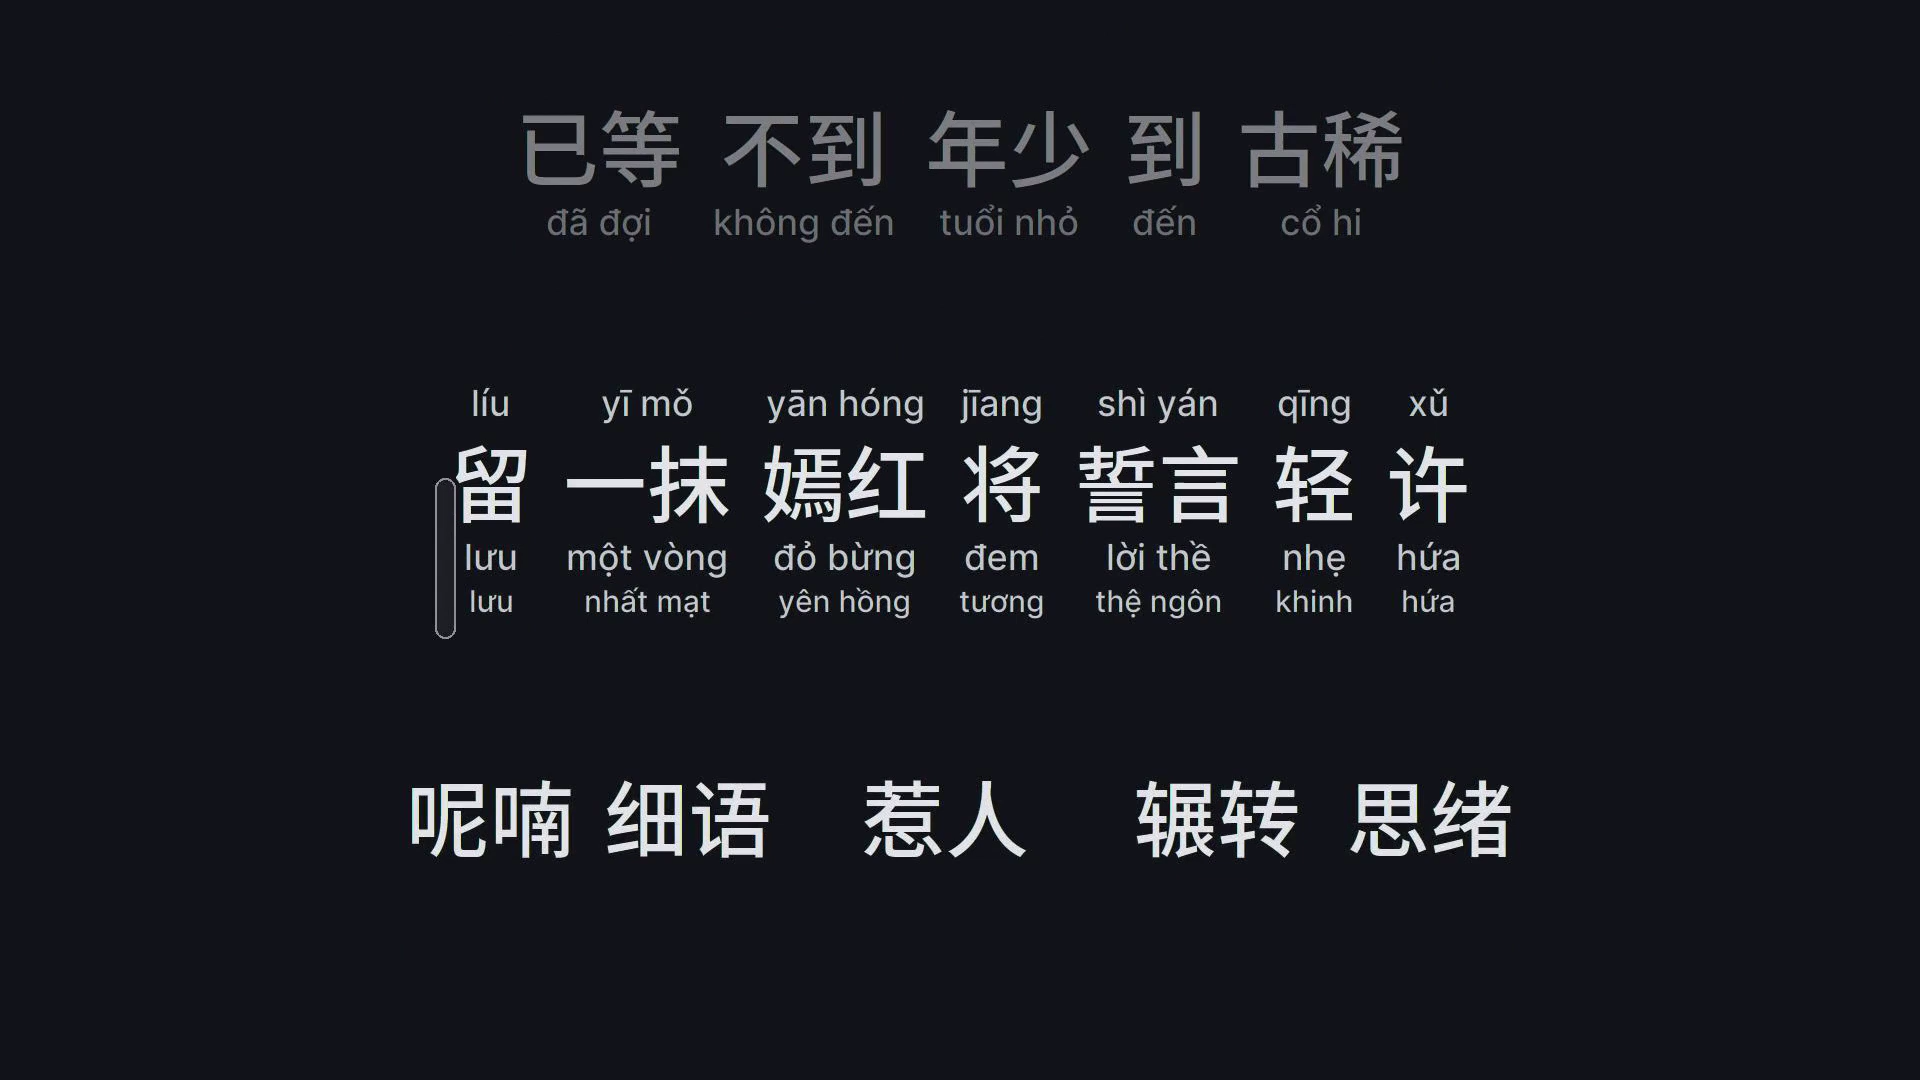 已等 不到 年少 到 古稀
đã đợi không đến tuổi nhỏ đến cổ hi
líu yī mǒ yān hóng jīang shì yán qīng xǔ
留 一抹 嫣红 将 誓言 轻 许
lưu một vòng đỏ bừng đem lời thề nhẹ hứa
lưu nhất mạt yên hồng tương thệ ngôn khinh hứa
呢喃 细语 惹人 辗转 思绪